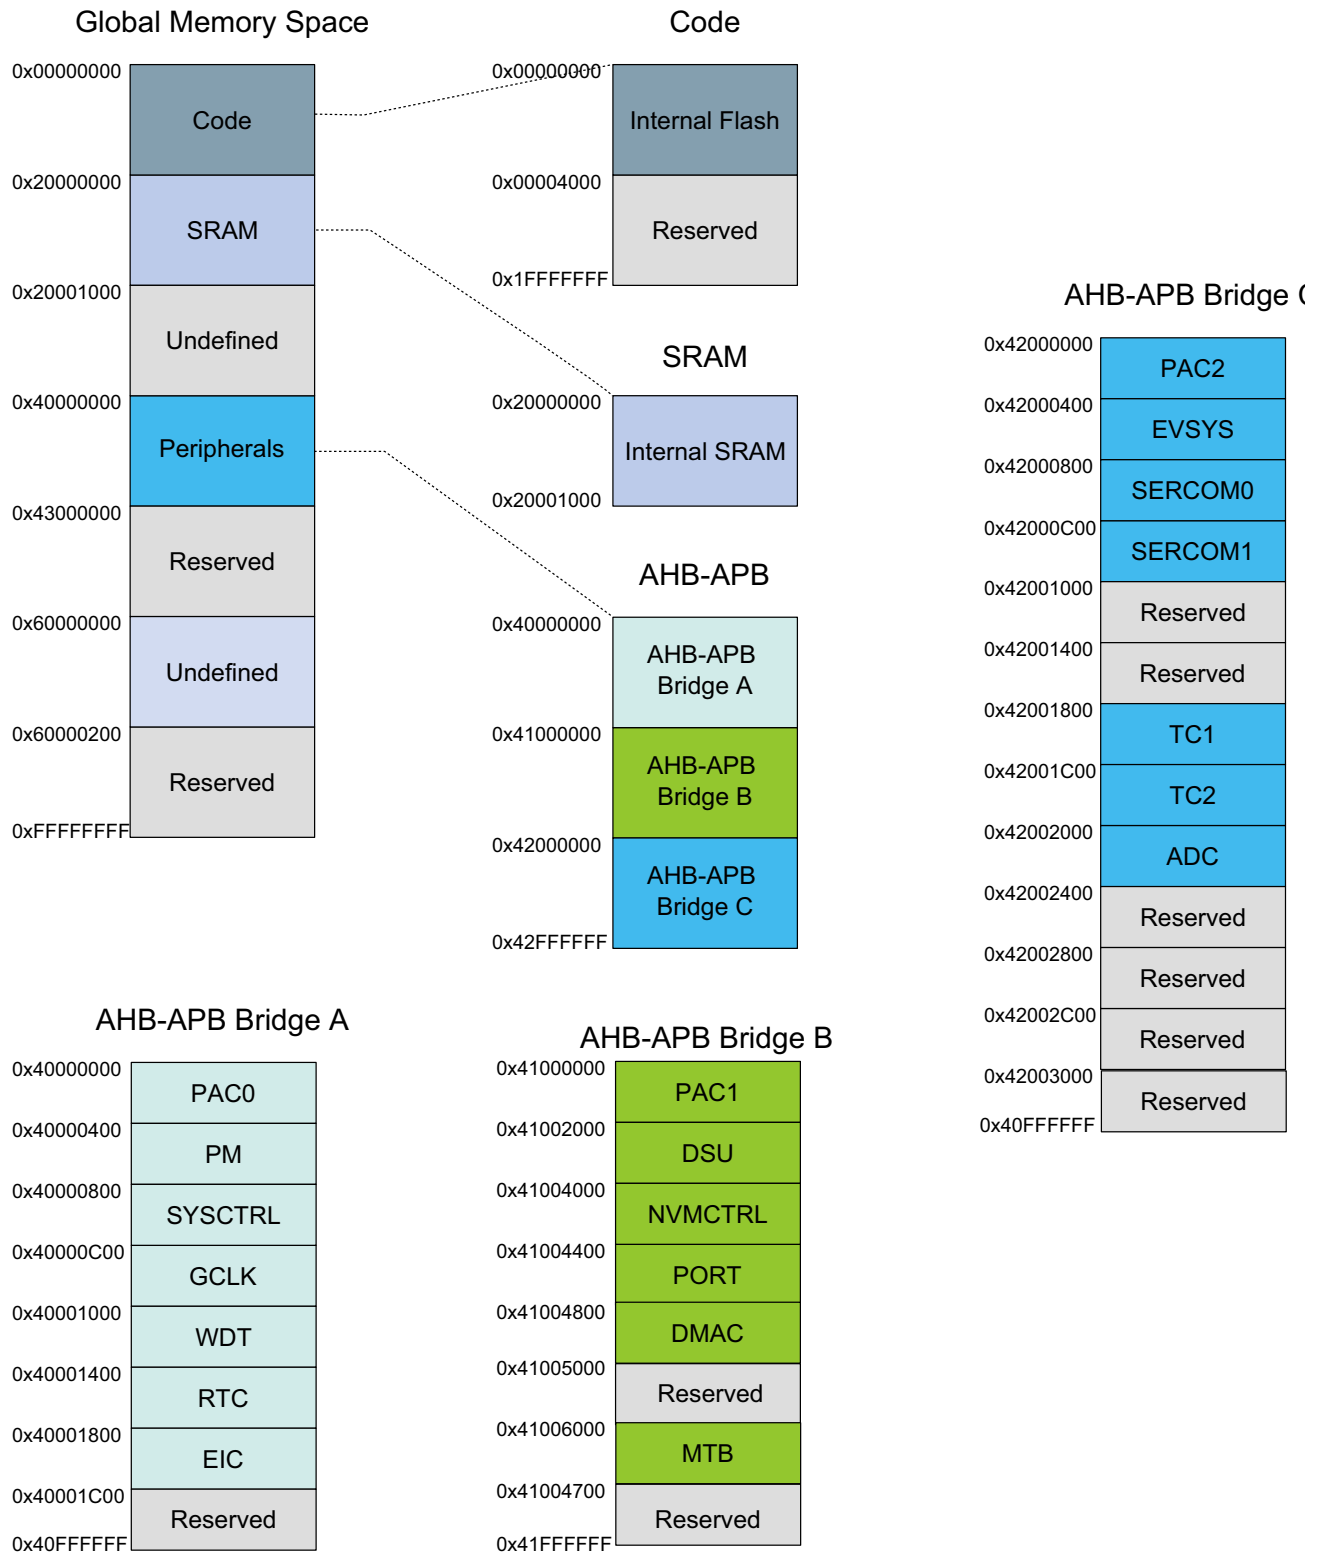 Global Memory Space
0x00000000
Code
0x20000000
SRAM
0x20001000
Undefined
0x40000000
Peripherals
0x43000000
Reserved
0x60000000
Undefined
0x60000200
Reserved
0xFFFFFFFF
Code
0x00000000
Internal Flash
0x00004000
Reserved
0x1FFFFFFF
SRAM
0x20000000
Internal SRAM
0x20001000
AHB-APB
0x40000000
AHB-APB
Bridge A
0x41000000
AHB-APB
Bridge B
0x42000000
AHB-APB
Bridge C
0x42FFFFFF
AHB-APB Bridge
0x42000000
PAC2
0x42000400
EVSYS
0x42000800
SERCOM0
0x42000C00
SERCOM1
0x42001000
Reserved
0x42001400
Reserved
0x42001800
TC1
0x42001C00
TC2
0x42002000
ADC
0x42002400
Reserved
0x42002800
Reserved
0x42002C00
Reserved
0x42003000
Reserved
0x40FFFFFF
AHB-APB Bridge A
0x40000000
PAC0
0x40000400
PM
0x40000800
SYSCTRL
0x40000C00
GCLK
0x40001000
WDT
0x40001400
RTC
0x40001800
EIC
0x40001C00
Reserved
0x40FFFFFF
AHB-APB Bridge B
0x41000000
PAC1
0x41002000
DSU
0x41004000
NVMCTRL
0x41004400
PORT
0x41004800
DMAC
0x41005000
Reserved
0x41006000
MTB
0x41004700
Reserved
0x41FFFFFF